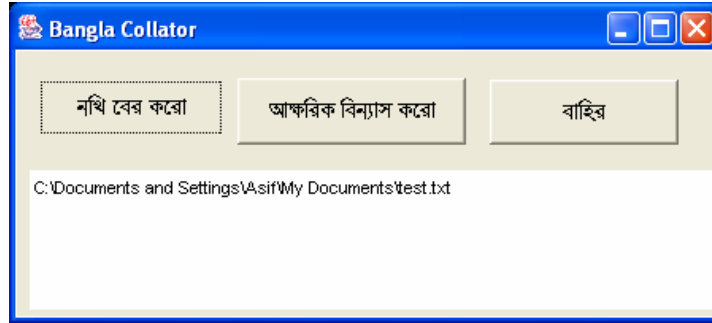 Bangla Collator
নথি বের করো আক্ষরিক বিন্যাস করো বাহির
C:\Documents and Settings\Asif\My Documents\test.txt